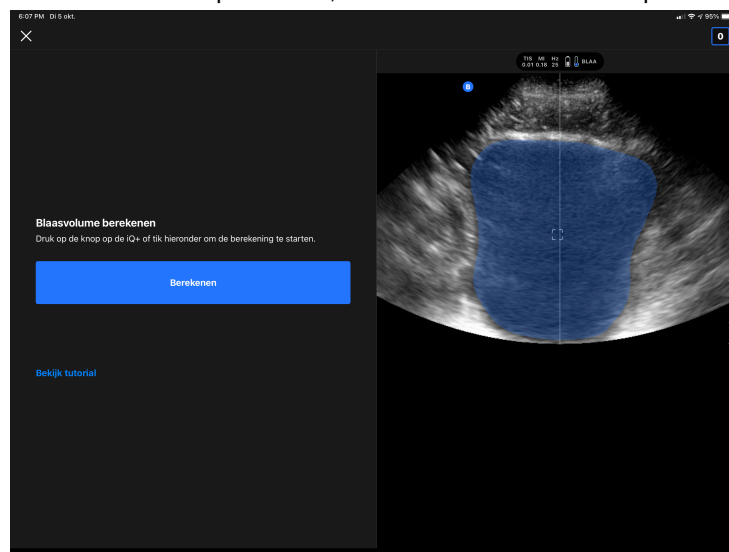 6:07 PM Di 5 okt.
95%
0
TIS MI Hz
0.01 0.18 25
BLAA
B
Blaasvolume berekenen
Druk op de knop op de iQ+ of tik hieronder om de berekening te starten.
Berekenen
Bekijk tutorial